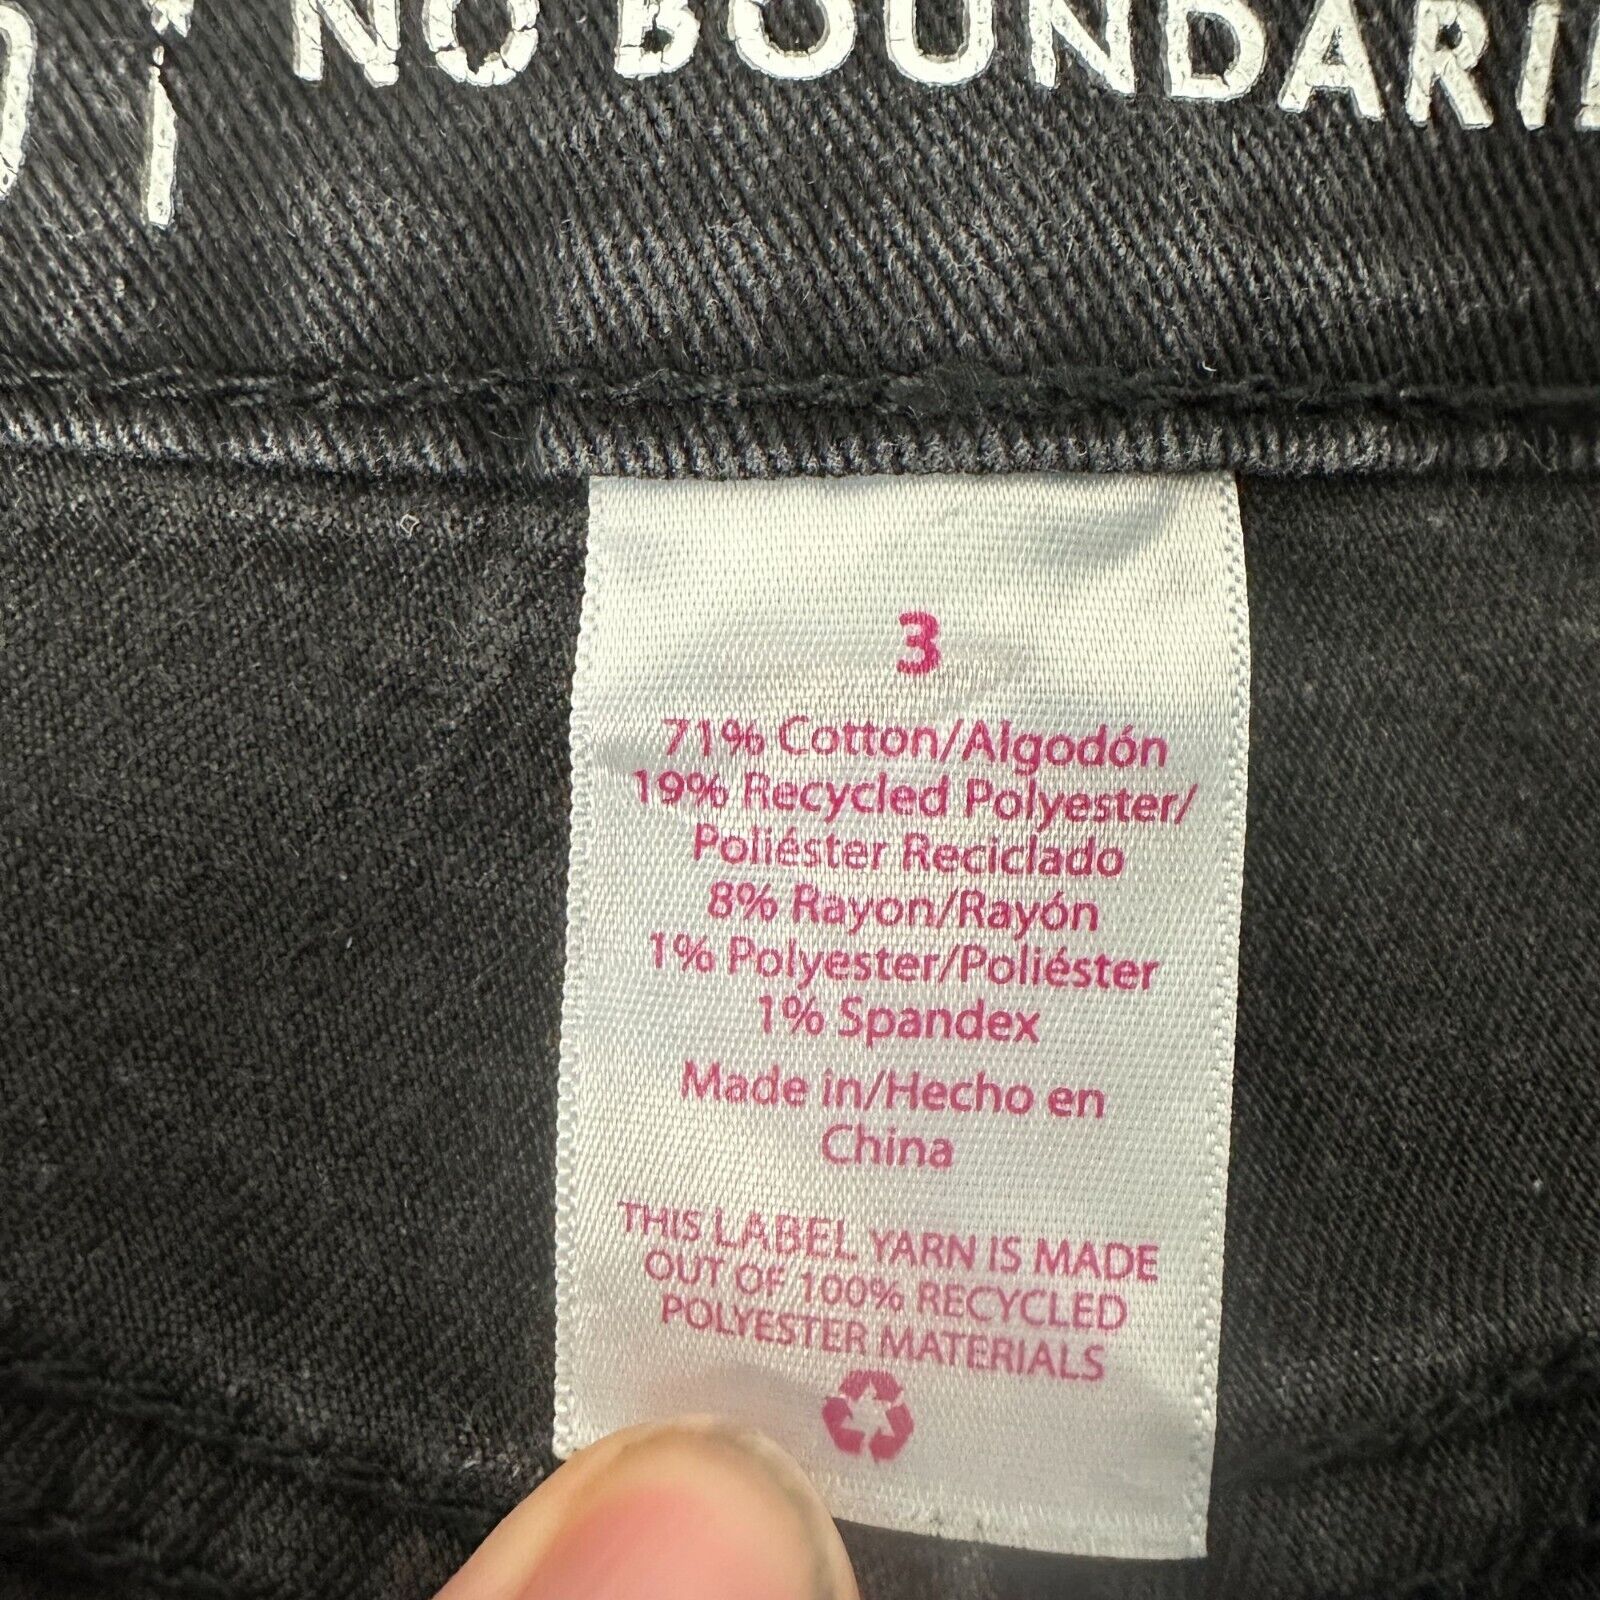 NO BOUNDARIE
3
71% Cotton/Algodón
19% Recycled Polyester/
Poliéster Reciclado
8% Rayon/Rayón
1% Polyester/Poliéster
1% Spandex
Made in/Hecho en
China
THIS LABEL YARN IS MADE
OUT OF 100% RECYCLED
POLYESTER MATERIALS